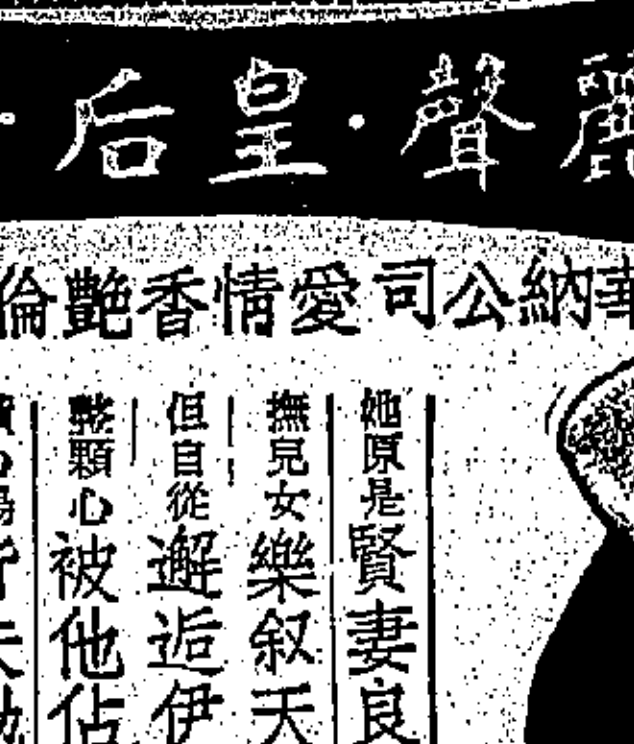 麗聲·皇后·
華納公司愛情香艷倫
她原是賢妻良
撫兒女樂叙天
但自從邂逅伊
整顆心被他佔